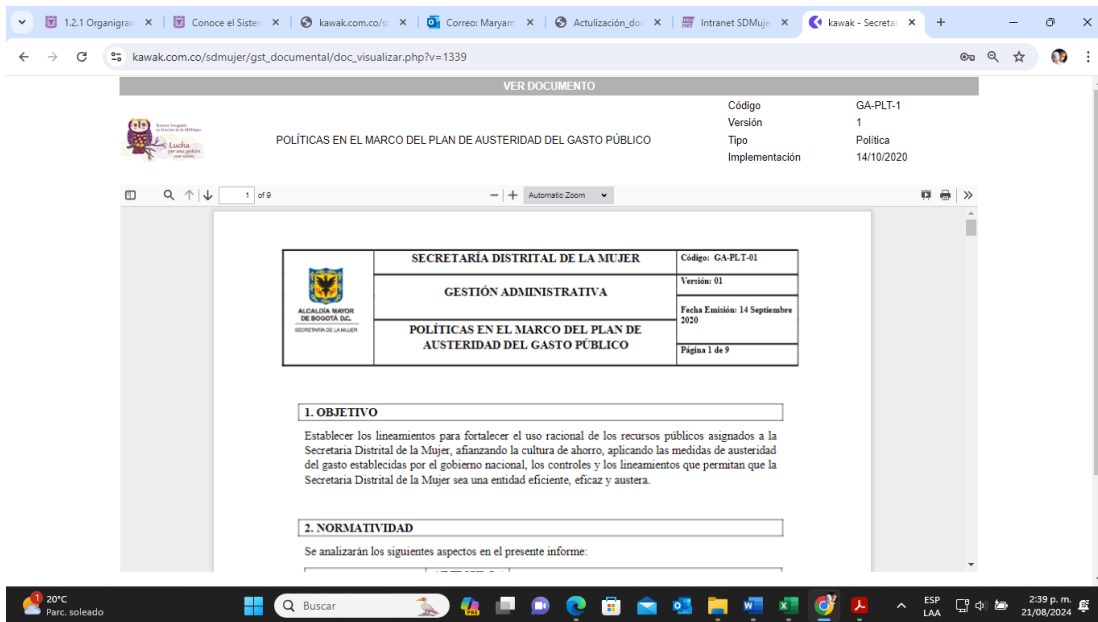 1.2.1 Organigran
Conoce el Sisten
kawak.com.co/s
Correo: Maryam
Actulización_do
Intranet SDMuje
kawak - Secretar
kawak.com.co/sdmujer/gst_documental/doc_visualizar.php?v=1339
VER DOCUMENTO
Lucha
POLÍTICAS EN EL MARCO DEL PLAN DE AUSTERIDAD DEL GASTO PÚBLICO
Código GA-PLT-1
Versión 1
Tipo Política
Implementación 14/10/2020
1 of 9
Automatic Zoom
ALCALDÍA MAYOR
DE BOGOTÁ D.C.
SECRETARÍA DE LA MUJER
SECRETARÍA DISTRITAL DE LA MUJER
GESTIÓN ADMINISTRATIVA
POLÍTICAS EN EL MARCO DEL PLAN DE
AUSTERIDAD DEL GASTO PÚBLICO
Código: GA-PLT-01
Versión: 01
Fecha Emisión: 14 Septiembre
2020
Página 1 de 9
1. OBJETIVO
Establecer los lineamientos para fortalecer el uso racional de los recursos públicos asignados a la
Secretaria Distrital de la Mujer, afianzando la cultura de ahorro, aplicando las medidas de austeridad
del gasto establecidas por el gobierno nacional, los controles y los lineamientos que permitan que la
Secretaria Distrital de la Mujer sea una entidad eficiente, eficaz y austera.
2. NORMATIVIDAD
Se analizarán los siguientes aspectos en el presente informe:
1
20°C
Parc. soleado
Buscar
PRE
ESP
LAA
2:39 p. m.
21/08/2024